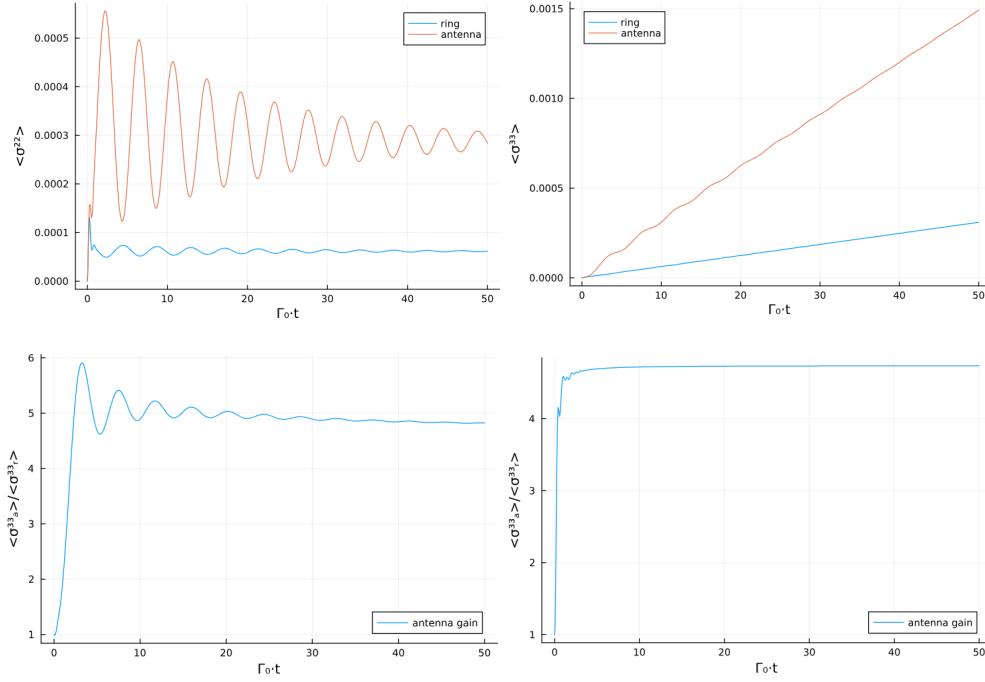 ring
antenna
<σ²²>
0.0005
0.0004
0.0003
0.0002
0.0001
0.0000
0 10 20 30 40 50
Γ₀·t
ring
antenna
<σ³³>
0.0015
0.0010
0.0005
0.0000
0 10 20 30 40 50
Γ₀·t
<σ³³ₐ>/<σ³³ᵣ>
6
5
4
3
2
1
antenna gain
0 10 20 30 40 50
Γ₀·t
<σ³³ₐ>/<σ³³ᵣ>
4
3
2
1
antenna gain
0 10 20 30 40 50
Γ₀·t